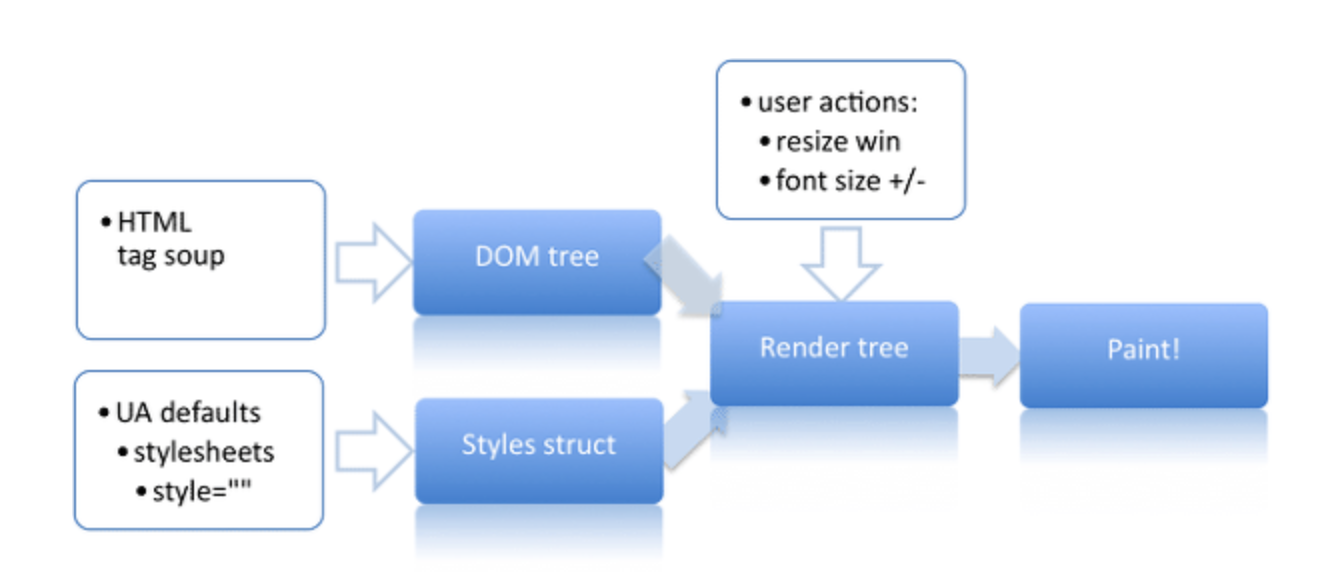 • user actions:
• resize win
• font size +/-
• HTML
tag soup
DOM tree
Render tree
Paint!
• UA defaults
• stylesheets
• style=""
Styles struct